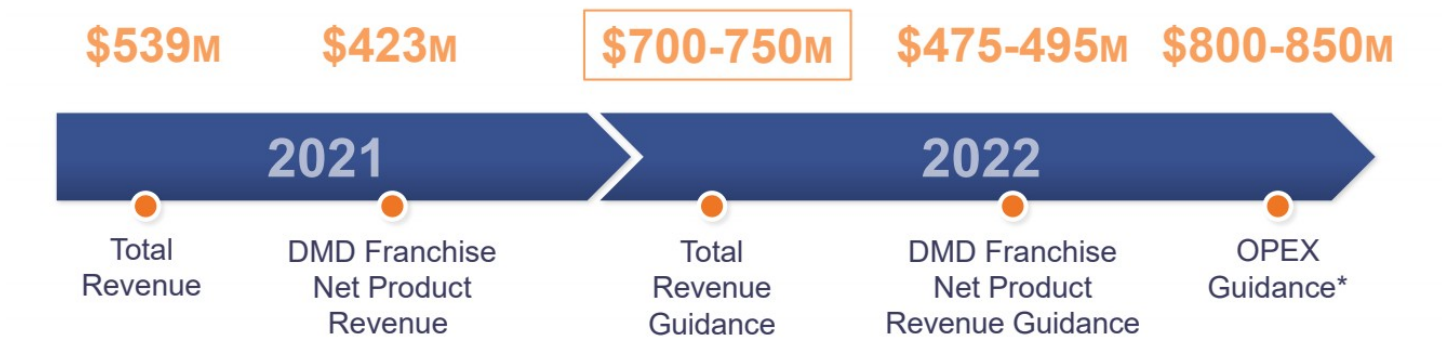 $539M $423M $700-750M $475-495M $800-850M
2021 2022
Total DMD Franchise Total DMD Franchise OPEX
Revenue Net Product Revenue Net Product Guidance*
Revenue Guidance Revenue Guidance